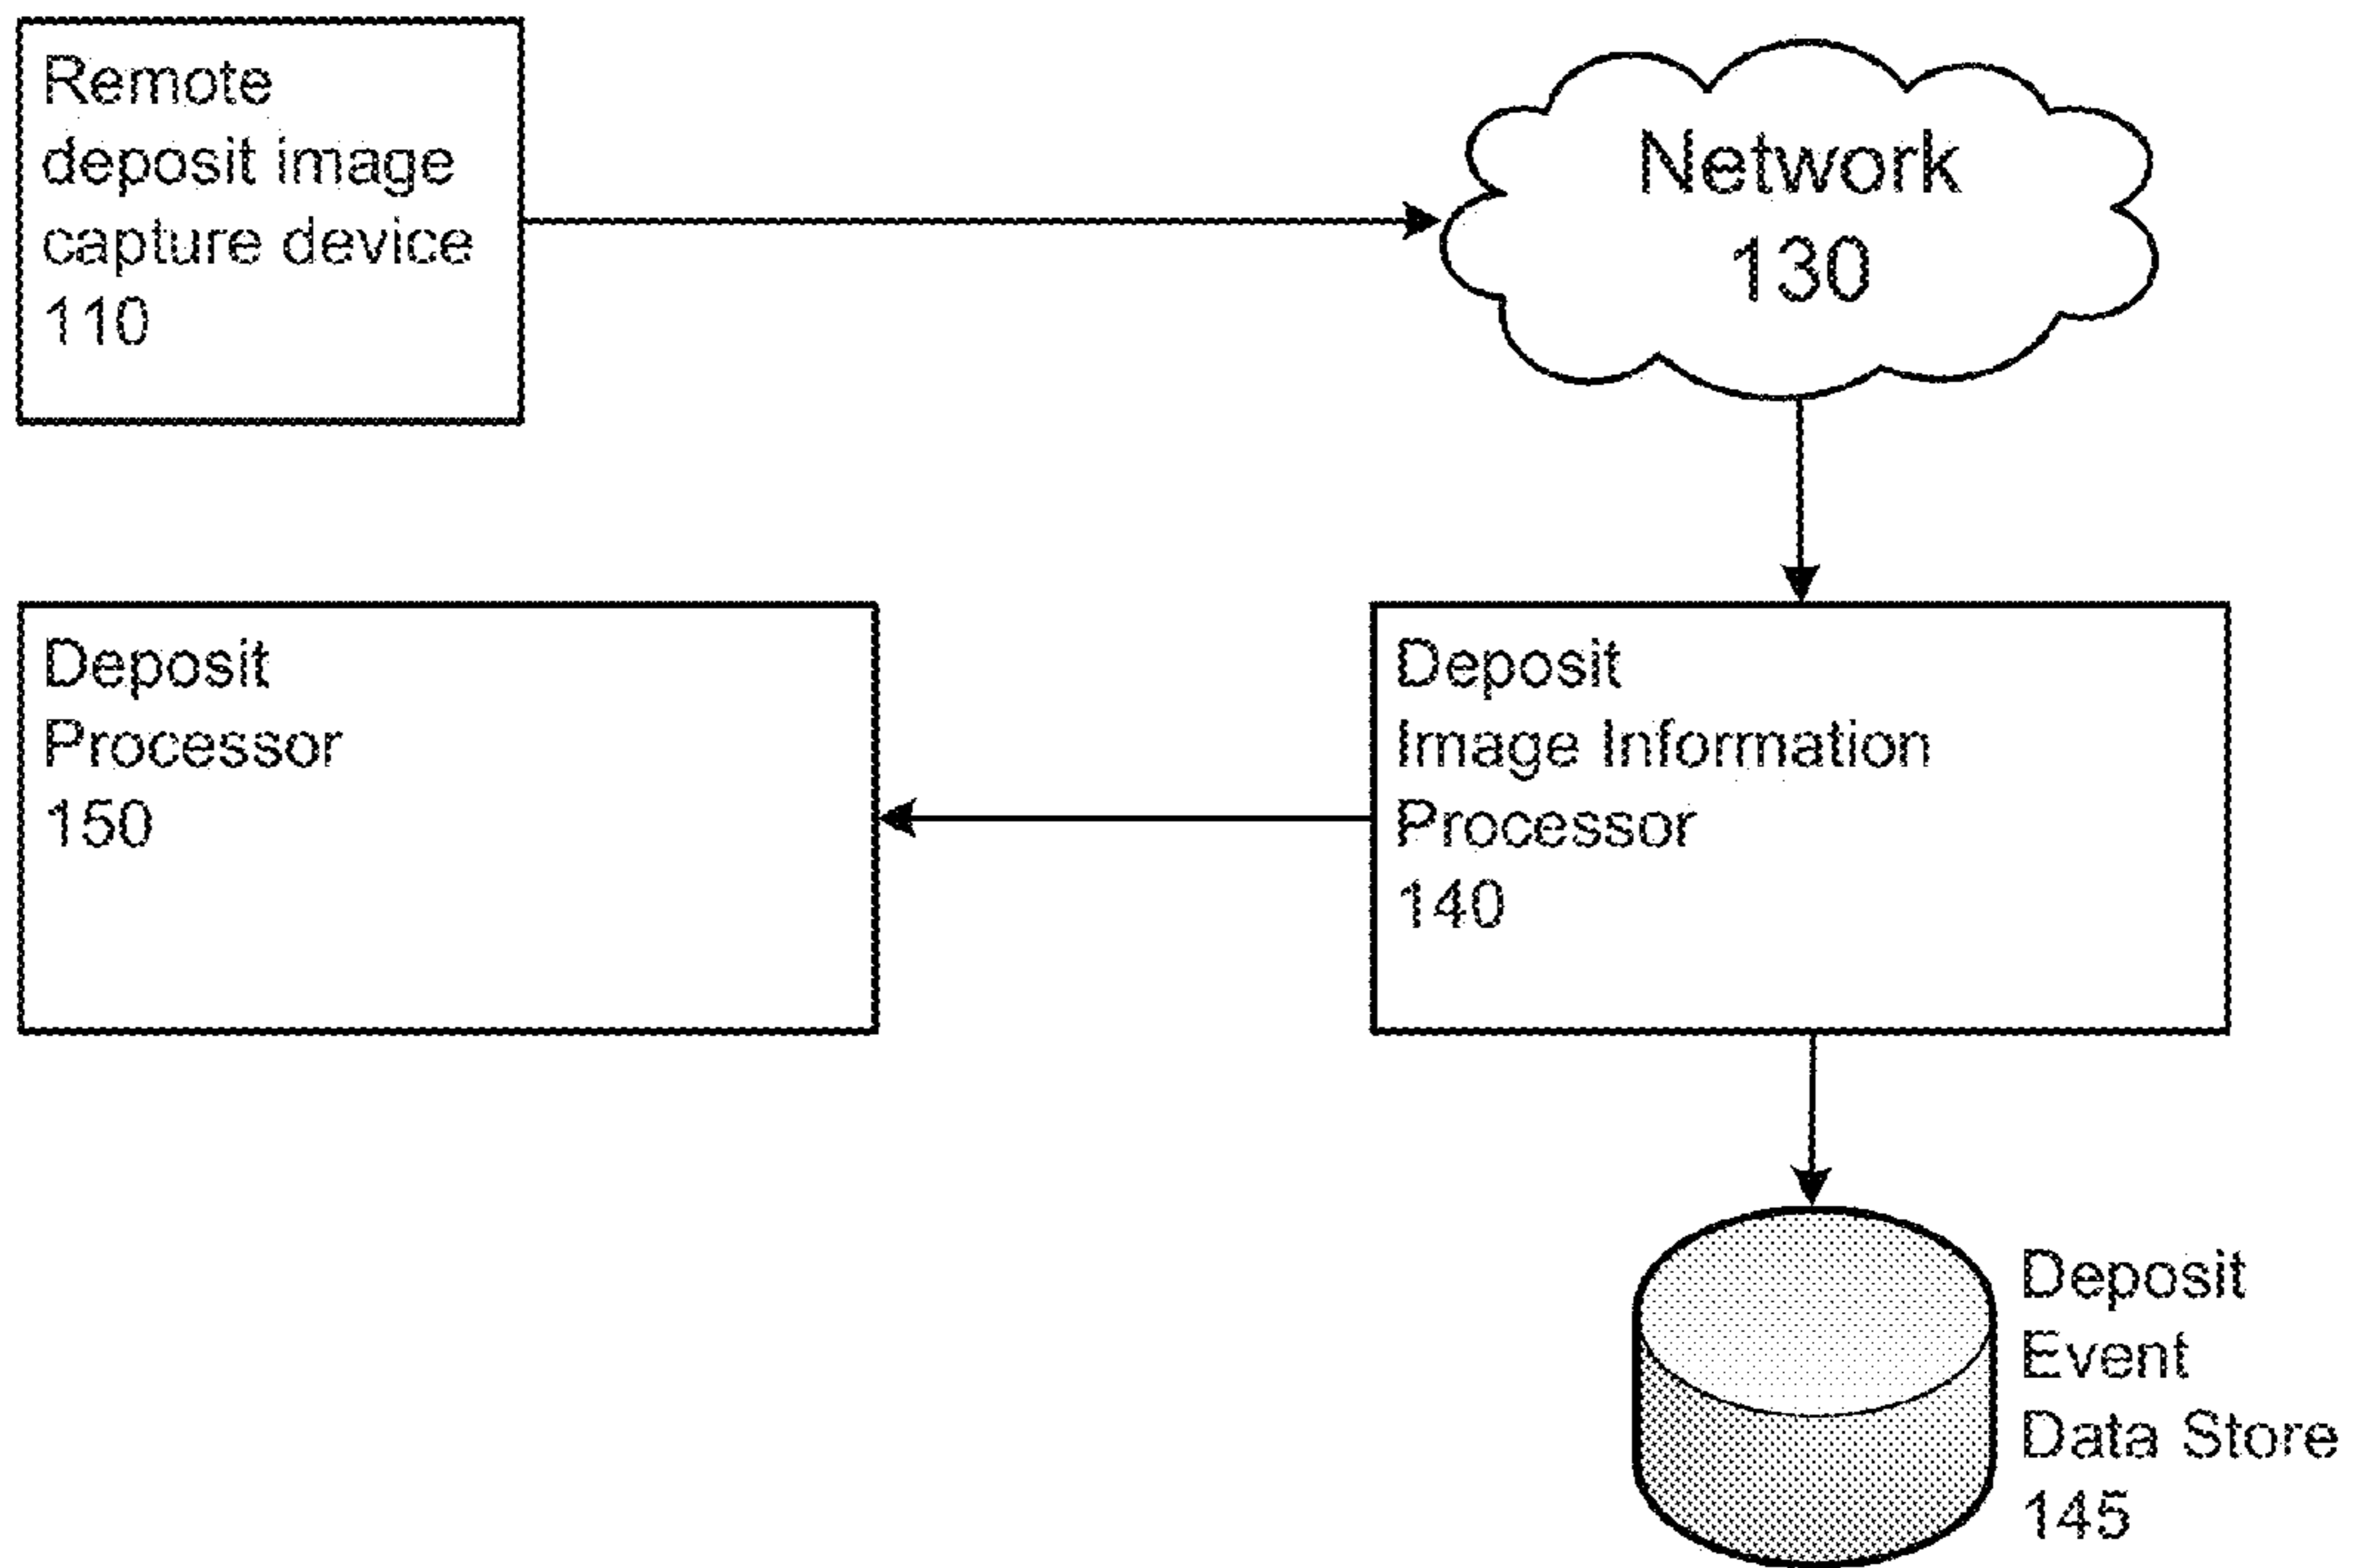 Remote
deposit image
capture device
110
Network
130
Deposit
Processor
150
Deposit
Image Information
Processor
140
Deposit
Event
Data Store
145